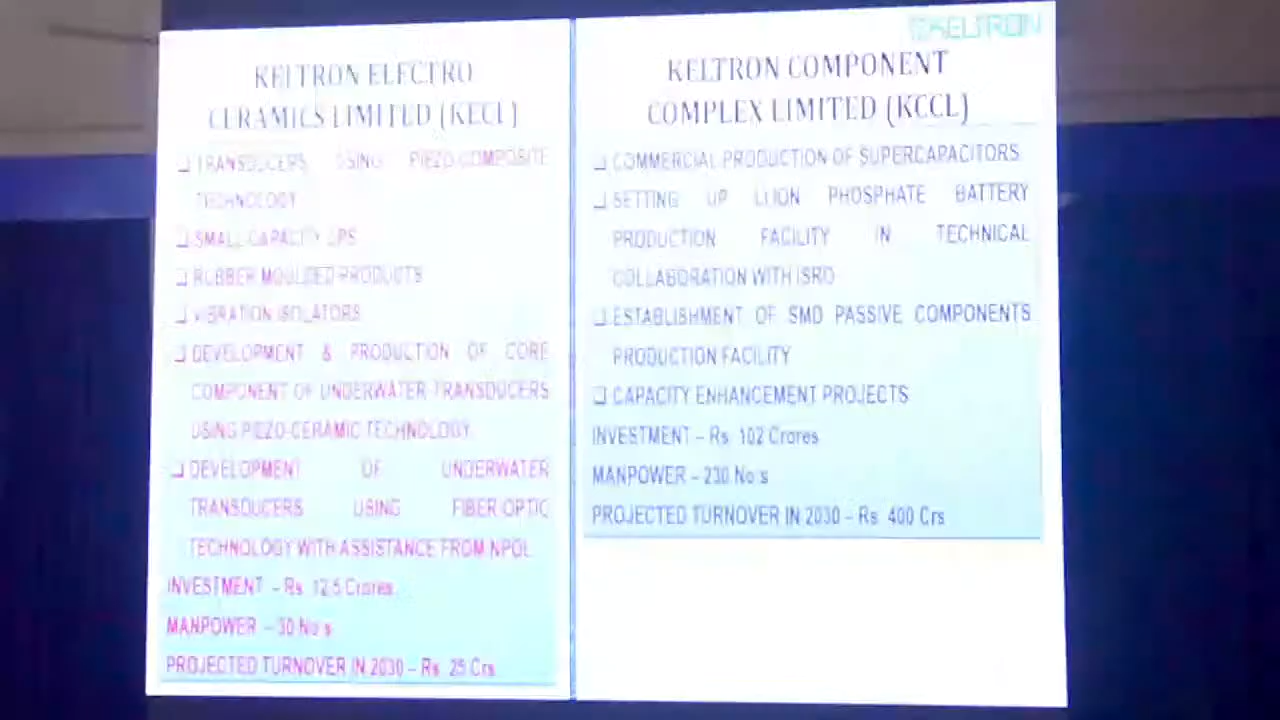 KELTRON
KELTRON ELECTRO
CERAMICS LIMITED (KECL)
TRANSDUCERS USING PIEZO-COMPOSITE
TECHNOLOGY
SMALL CAPACITY UPS
RUBBER MOULDED PRODUCTS
VIBRATION ISOLATORS
DEVELOPMENT & PRODUCTION OF CORE
COMPONENT OF UNDERWATER TRANSDUCERS
USING PIEZO-CERAMIC TECHNOLOGY
DEVELOPMENT OF UNDERWATER
TRANSDUCERS USING FIBER OPTIC
TECHNOLOGY WITH ASSISTANCE FROM NPOL
INVESTMENT – Rs. 12.5 Crores
MANPOWER – 30 No's
PROJECTED TURNOVER IN 2030 – Rs. 25 Crs
KELTRON COMPONENT
COMPLEX LIMITED (KCCL)
COMMERCIAL PRODUCTION OF SUPERCAPACITORS
SETTING UP LI ION PHOSPHATE BATTERY
PRODUCTION FACILITY IN TECHNICAL
COLLABORATION WITH ISRO
ESTABLISHMENT OF SMD PASSIVE COMPONENTS
PRODUCTION FACILITY
CAPACITY ENHANCEMENT PROJECTS
INVESTMENT – Rs. 102 Crores
MANPOWER – 230 No's
PROJECTED TURNOVER IN 2030 – Rs. 400 Crs